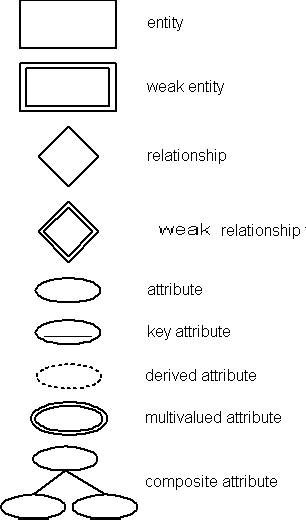 entity
weak entity
relationship
weak relationship
attribute
key attribute
derived attribute
multivalued attribute
composite attribute